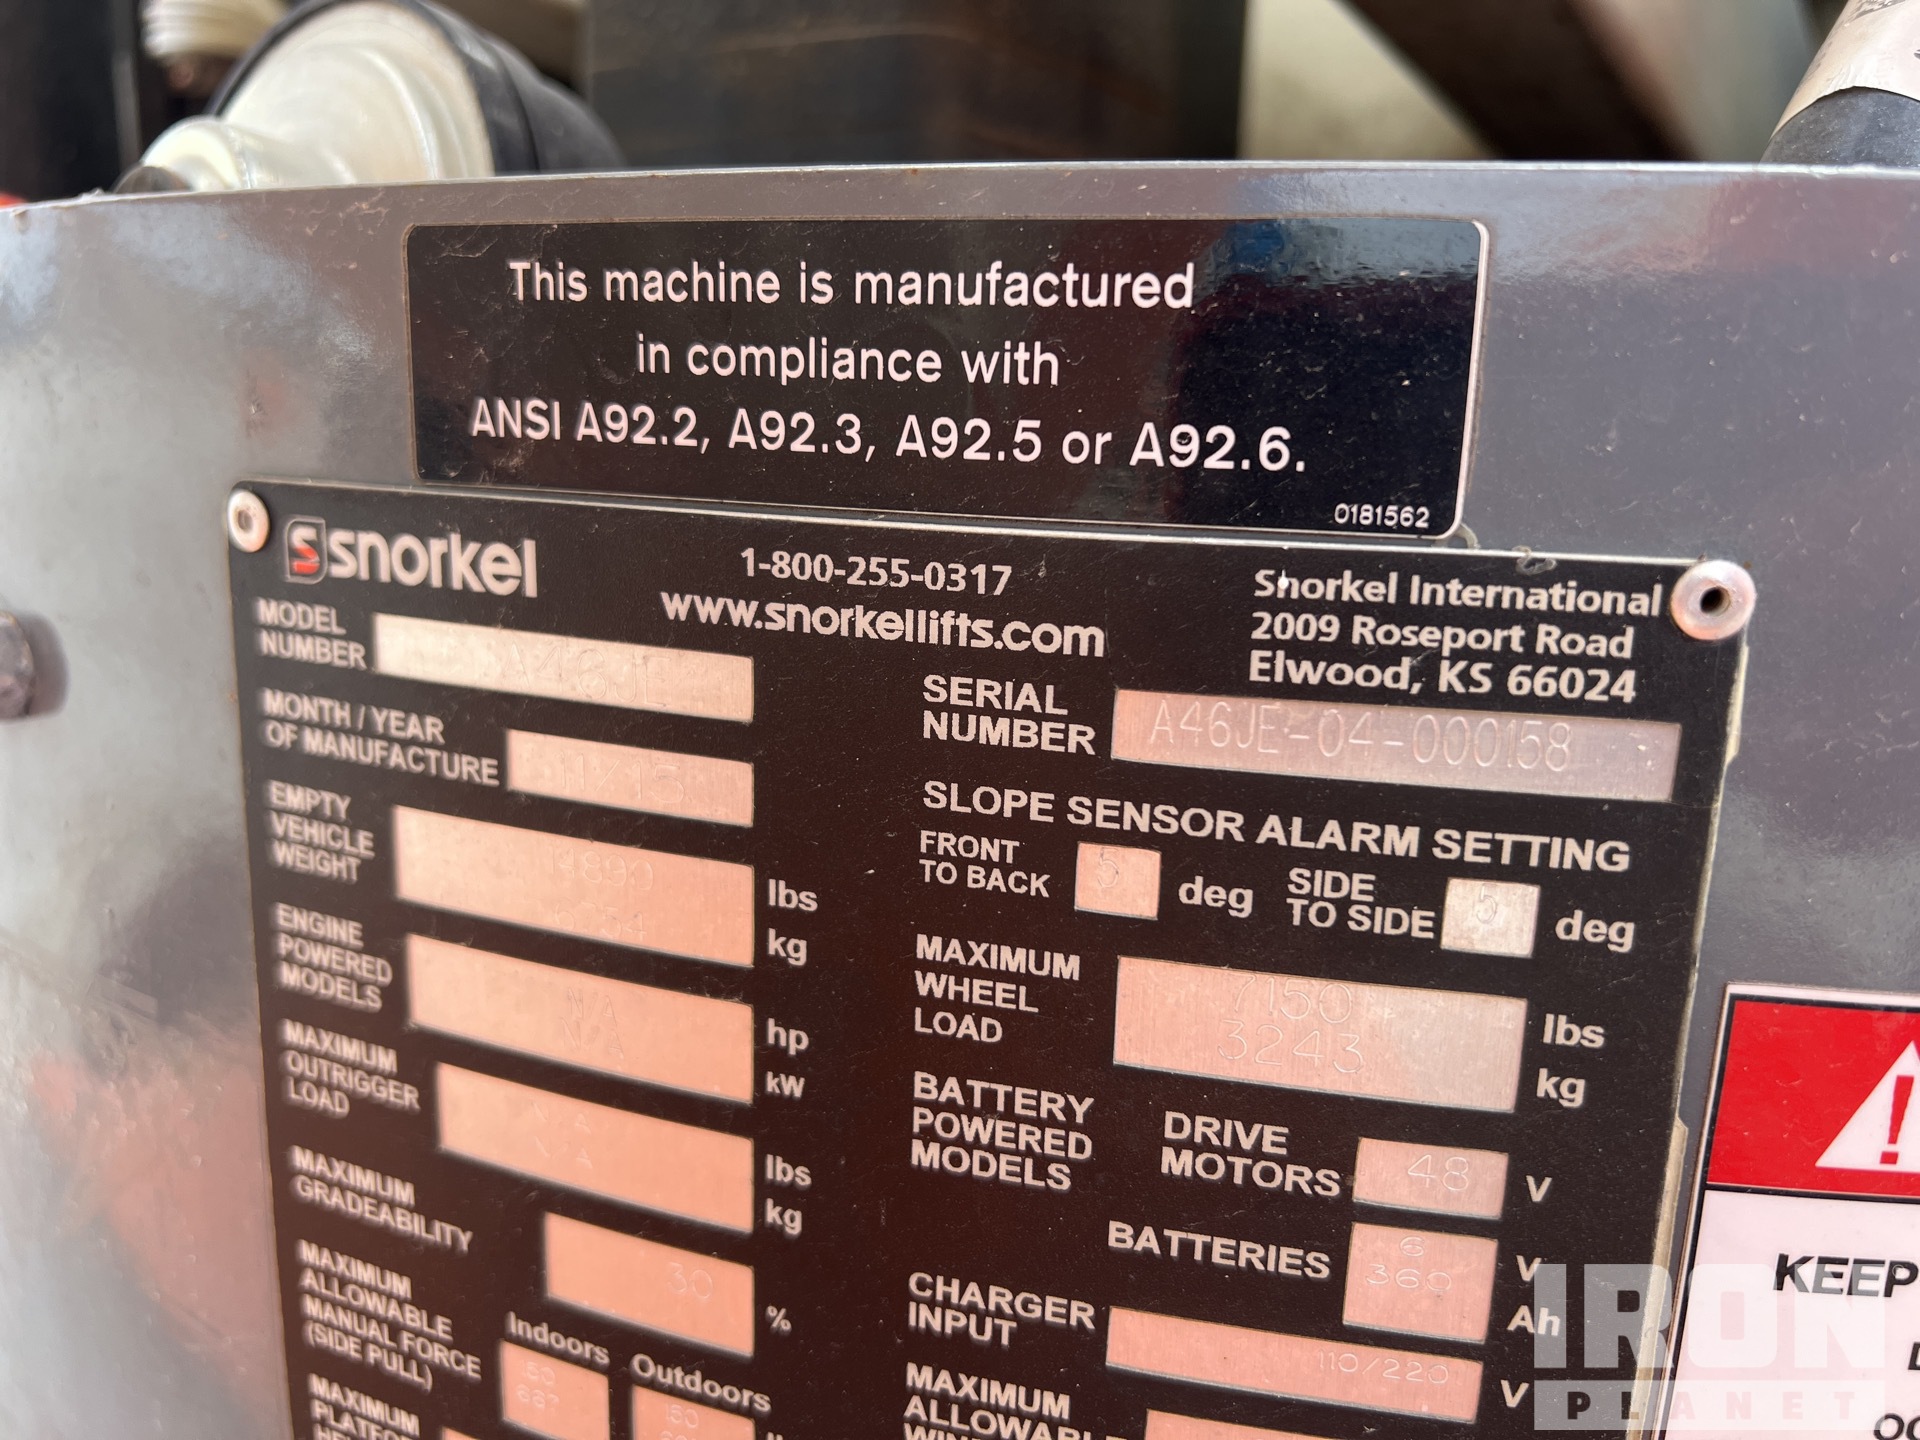 This machine is manufactured
in compliance with
ANSI A92.2, A92.3, A92.5 or A92.6.
0181562
S snorkel
1-800-255-0317
www.snorkellifts.com
Snorkel International
2009 Roseport Road
Elwood, KS 66024
MODEL
NUMBER
A46JE
MONTH / YEAR
OF MANUFACTURE
11/15
EMPTY
VEHICLE
WEIGHT
lbs
kg
ENGINE
POWERED
MODELS
N/A
N/A
hp
kW
MAXIMUM
OUTRIGGER
LOAD
N/A
N/A
lbs
kg
MAXIMUM
GRADEABILITY
30
%
MAXIMUM
ALLOWABLE
MANUAL FORCE
(SIDE PULL)
Indoors
Outdoors
150
MAXIMUM
SERIAL
NUMBER
A46JE-04-000158
SLOPE SENSOR ALARM SETTING
FRONT
TO BACK
5
deg
SIDE
TO SIDE
5
deg
MAXIMUM
WHEEL
LOAD
7150
3243
lbs
kg
BATTERY
POWERED
MODELS
DRIVE
MOTORS
48
V
BATTERIES
6
360
V
Ah
CHARGER
INPUT
110/220
V
MAXIMUM
KEEP
IRON
PLANET